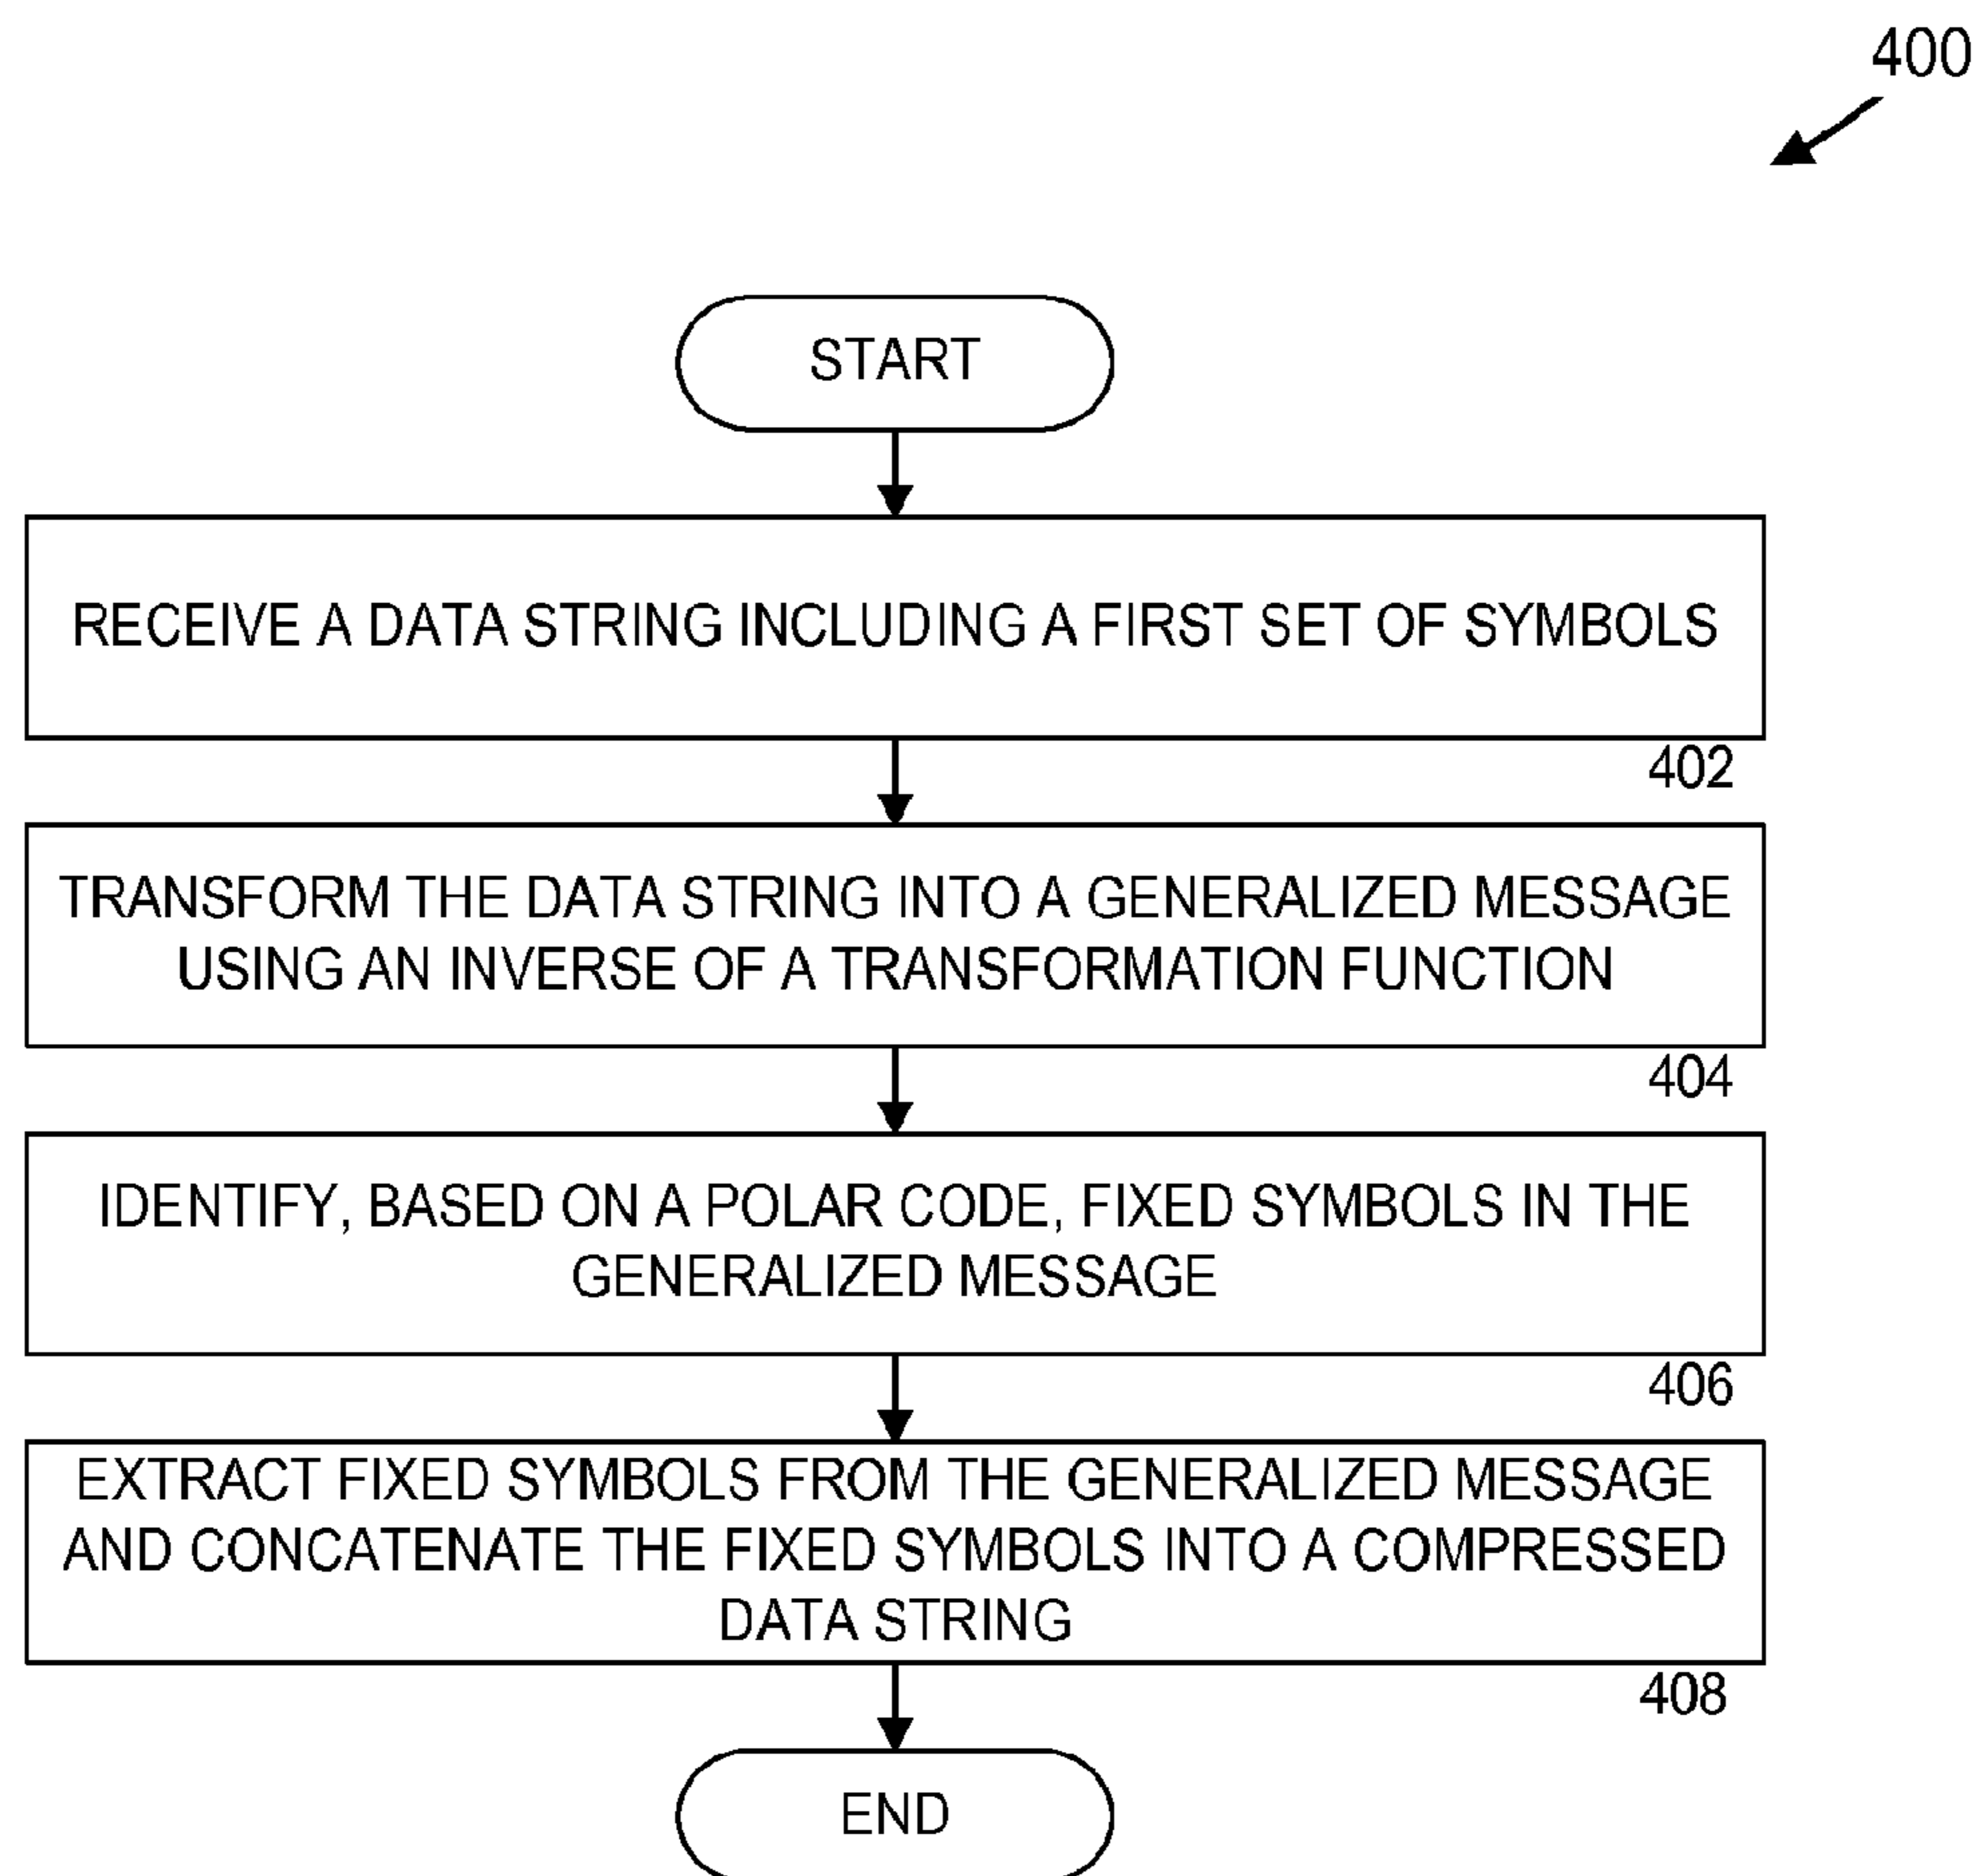 400
START
RECEIVE A DATA STRING INCLUDING A FIRST SET OF SYMBOLS
402
TRANSFORM THE DATA STRING INTO A GENERALIZED MESSAGE
USING AN INVERSE OF A TRANSFORMATION FUNCTION
404
IDENTIFY, BASED ON A POLAR CODE, FIXED SYMBOLS IN THE
GENERALIZED MESSAGE
406
EXTRACT FIXED SYMBOLS FROM THE GENERALIZED MESSAGE
AND CONCATENATE THE FIXED SYMBOLS INTO A COMPRESSED
DATA STRING
408
END